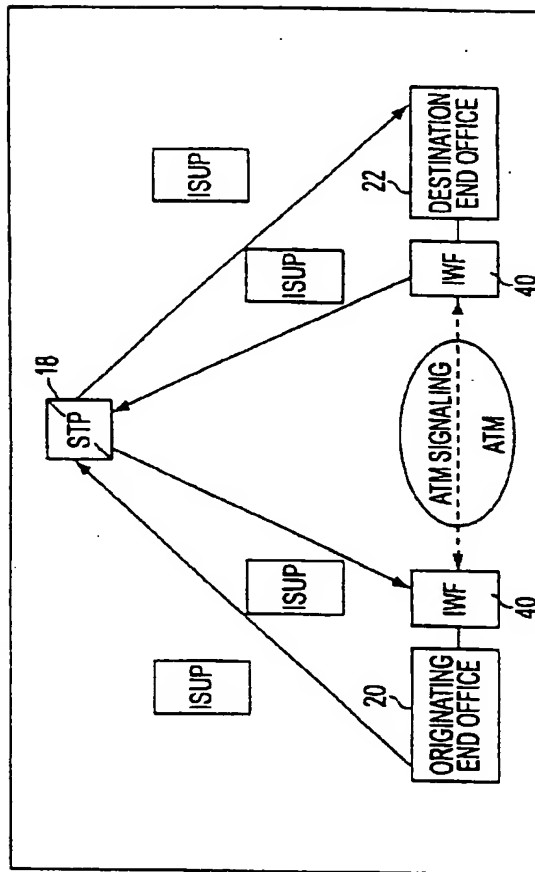 18
STP
ISUP
ISUP
ISUP
ISUP
20
ORIGINATING
END OFFICE
IWF
40
ATM SIGNALING
ATM
IWF
40
22
DESTINATION
END OFFICE